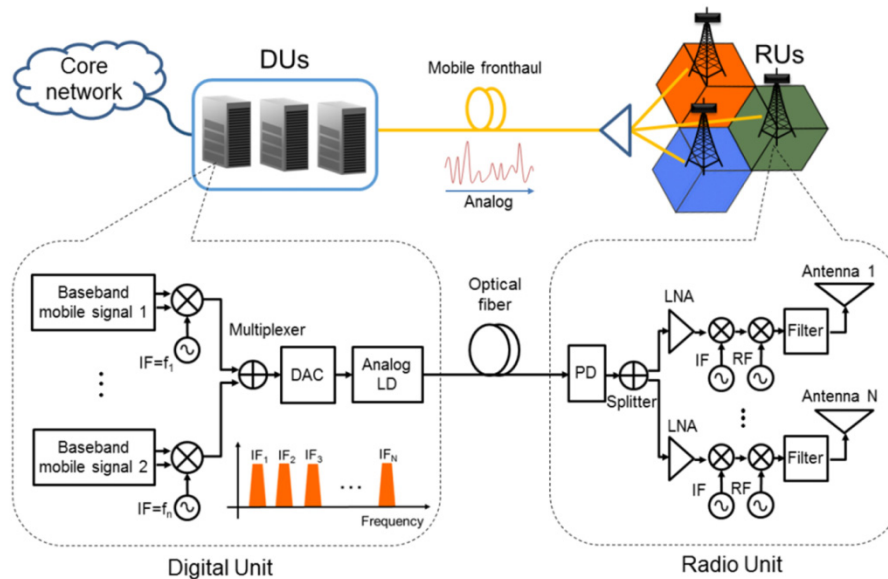 Core
network
DUs
Mobile fronthaul
Analog
RUs
Baseband
mobile signal 1
IF=f₁
Multiplexer
DAC
Analog
LD
Baseband
mobile signal 2
IF=fₙ
IF₁ IF₂ IF₃ ... IF_N
Frequency
Digital Unit
Optical
fiber
PD
Splitter
LNA
IF
RF
Filter
Antenna 1
LNA
IF
RF
Filter
Antenna N
Radio Unit